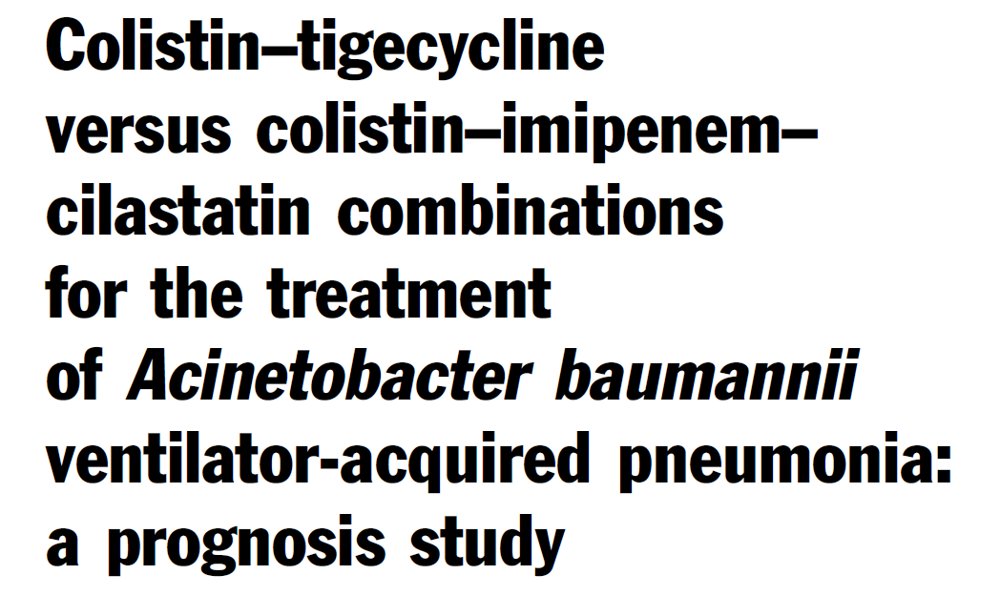 Colistin–tigecycline
versus colistin–imipenem–
cilastatin combinations
for the treatment
of Acinetobacter baumannii
ventilator-acquired pneumonia:
a prognosis study